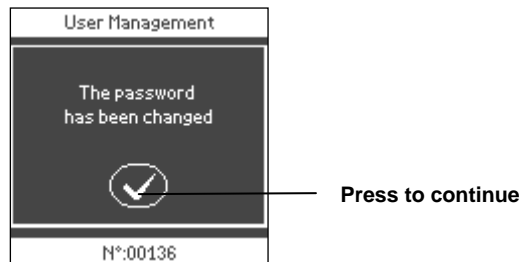 User Management
The password
has been changed
Press to continue
N°:00136